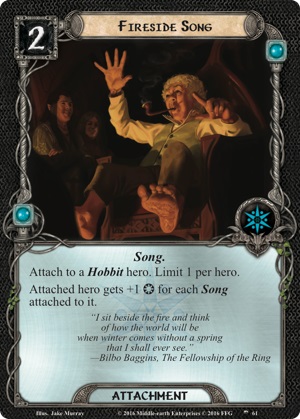 Fireside Song
2
Song.
Attach to a Hobbit hero. Limit 1 per hero.
Attached hero gets +1 for each Song
attached to it.
"I sit beside the fire and think
of how the world will be
when winter comes without a spring
that I shall ever see."
—Bilbo Baggins, The Fellowship of the Ring
ATTACHMENT
Illus. Jake Murray © 2016 Middle-earth Enterprises © 2016 FFG 61